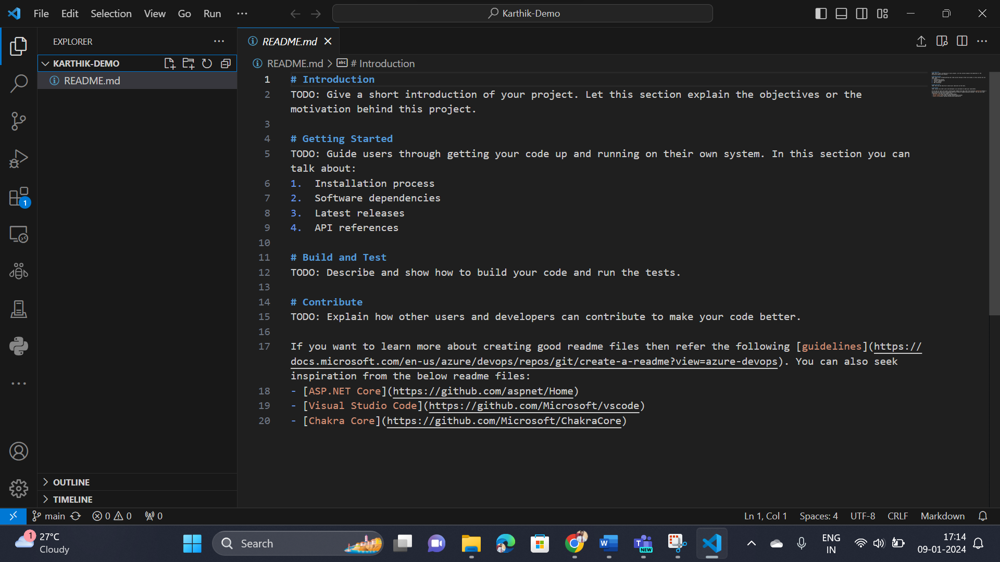 File Edit Selection View Go Run ...
Karthik-Demo
EXPLORER
KARTHIK-DEMO
README.md
README.md
README.md > # Introduction
1 # Introduction
2 TODO: Give a short introduction of your project. Let this section explain the objectives or the
motivation behind this project.
3
4 # Getting Started
5 TODO: Guide users through getting your code up and running on their own system. In this section you can
talk about:
6 1. Installation process
7 2. Software dependencies
8 3. Latest releases
9 4. API references
10
11 # Build and Test
12 TODO: Describe and show how to build your code and run the tests.
13
14 # Contribute
15 TODO: Explain how other users and developers can contribute to make your code better.
16
17 If you want to learn more about creating good readme files then refer the following [guidelines](https://
docs.microsoft.com/en-us/azure/devops/repos/git/create-a-readme?view=azure-devops). You can also seek
inspiration from the below readme files:
18 - [ASP.NET Core](https://github.com/aspnet/Home)
19 - [Visual Studio Code](https://github.com/Microsoft/vscode)
20 - [Chakra Core](https://github.com/Microsoft/ChakraCore)
1
OUTLINE
TIMELINE
main 0 0 0
Ln 1, Col 1 Spaces: 4 UTF-8 CRLF Markdown
1
27°C
Cloudy
Search
NEW
ENG
IN
17:14
09-01-2024